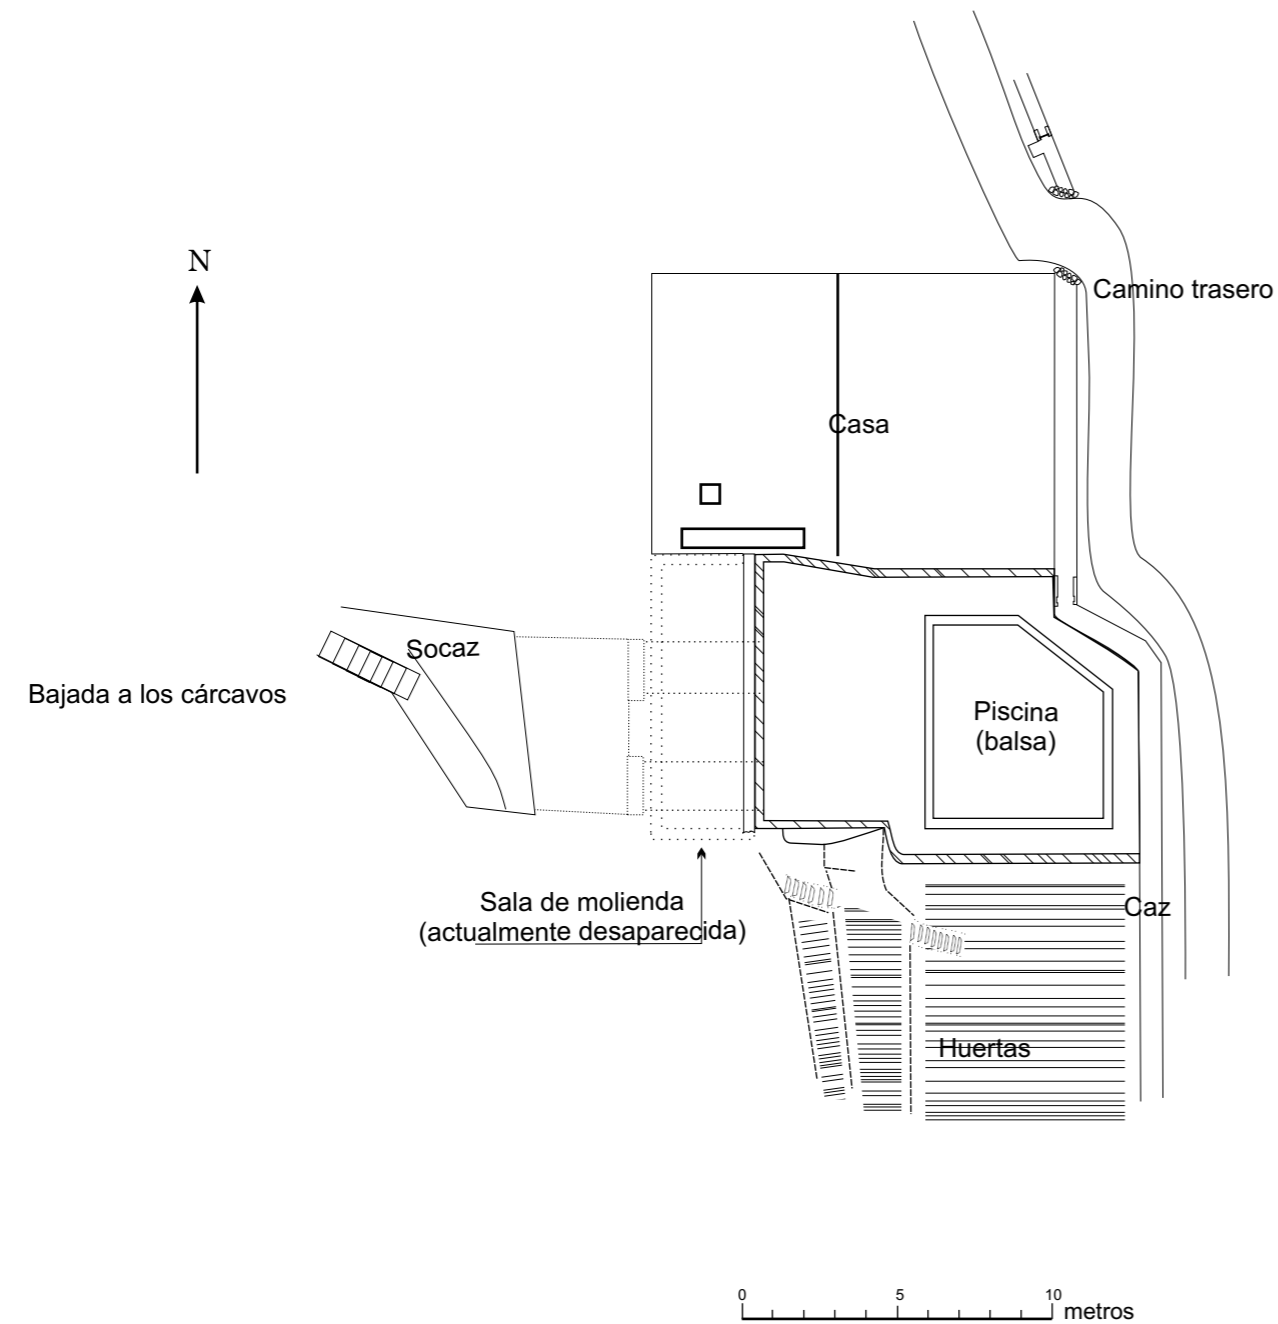 N
Camino trasero
Casa
Socaz
Bajada a los cárcavos
Piscina
(balsa)
Sala de molienda
(actualmente desaparecida)
Caz
Huertas
0 5 10
metros